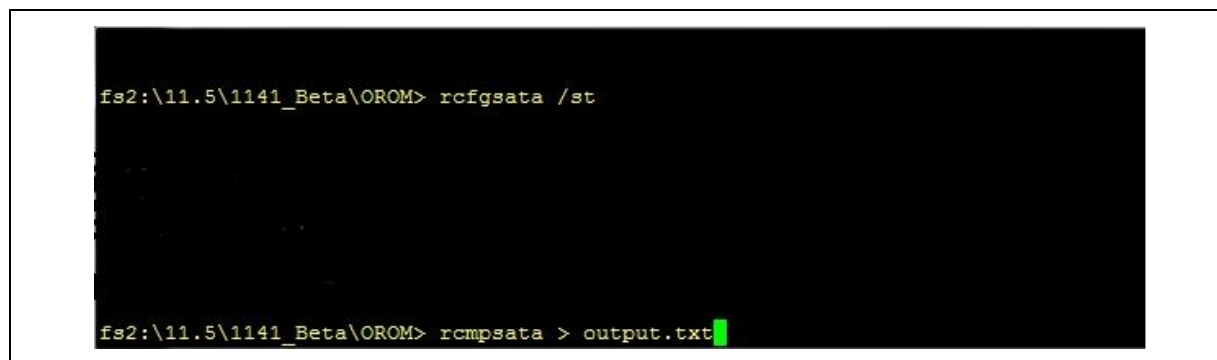 fs2:\11.5\1141_Beta\OROM> rcfgsata /st
fs2:\11.5\1141_Beta\OROM> rcmpsata > output.txt